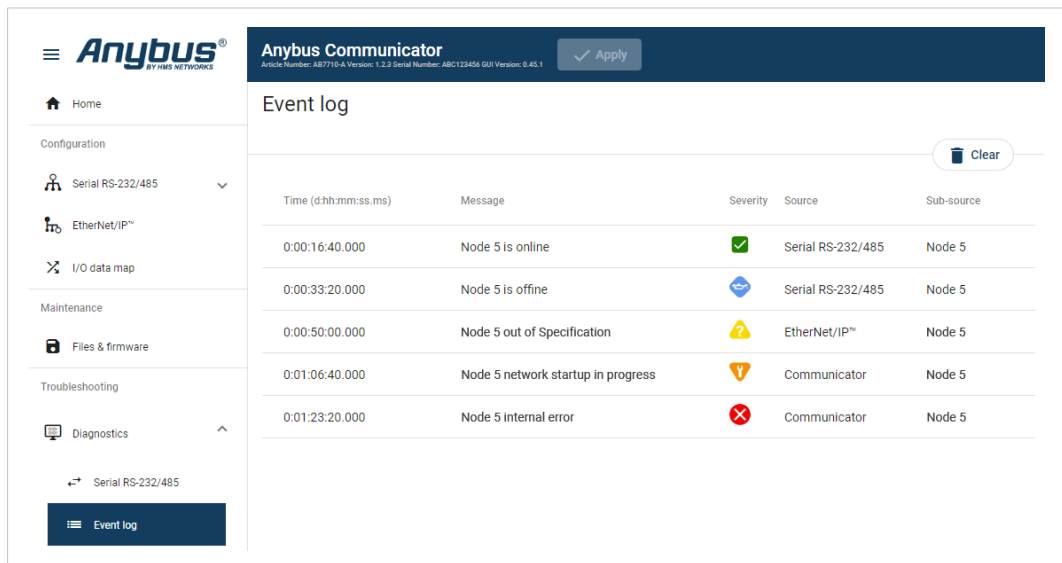 Anybus®
BY HMS NETWORKS
Anybus Communicator
Article Number: AB7710-A Version: 1.2.3 Serial Number: ABC123456 GUI Version: 0.45.1
Apply
Home
Configuration
Serial RS-232/485
EtherNet/IP™
I/O data map
Maintenance
Files & firmware
Troubleshooting
Diagnostics
Serial RS-232/485
Event log
Event log
Clear
Time (d:hh:mm:ss.ms) Message Severity Source Sub-source
0:00:16:40.000 Node 5 is online Serial RS-232/485 Node 5
0:00:33:20.000 Node 5 is offine Serial RS-232/485 Node 5
0:00:50:00.000 Node 5 out of Specification EtherNet/IP™ Node 5
0:01:06:40.000 Node 5 network startup in progress Communicator Node 5
0:01:23:20.000 Node 5 internal error Communicator Node 5